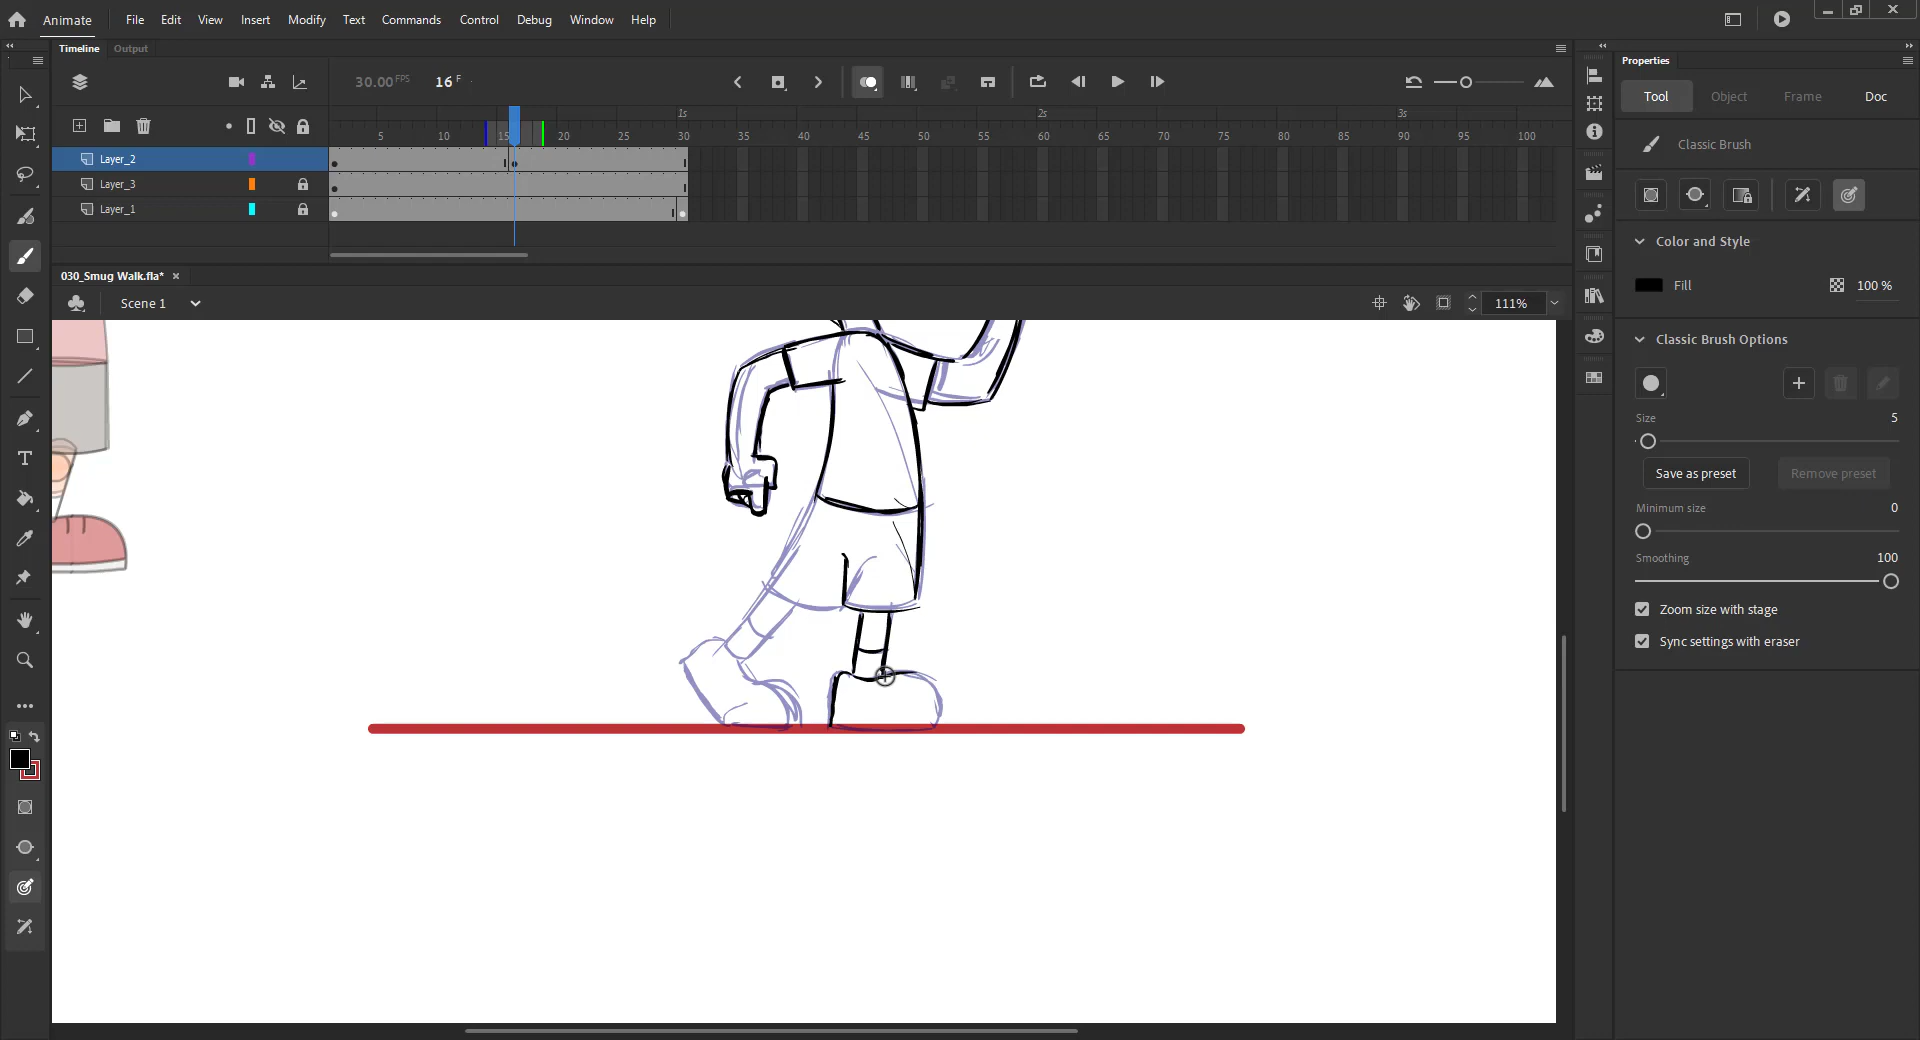 Animate File Edit View Insert Modify Text Commands Control Debug Window Help
Timeline Output
Properties
30.00 FPS 16 F
Tool Object Frame Doc
1s 2s 3s
5 10 15 20 25 30 35 40 45 50 55 60 65 70 75 80 85 90 95 100
Layer_2
Classic Brush
Layer_3
Layer_1
Color and Style
030_Smug Walk.fla* ×
Fill 100 %
Scene 1 111%
Classic Brush Options
Size 5
Save as preset Remove preset
Minimum size 0
Smoothing 100
Zoom size with stage
Sync settings with eraser